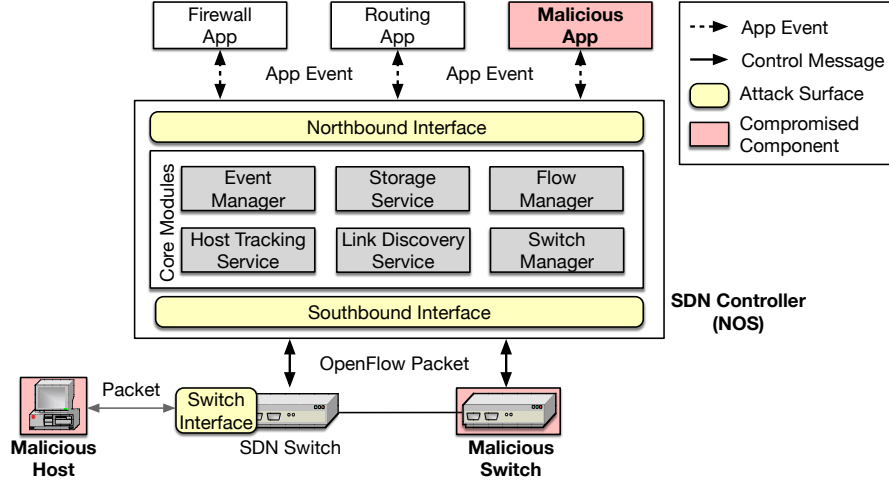 Firewall
App
Routing
App
Malicious
App
App Event
App Event
App Event
Control Message
Attack Surface
Compromised
Component
Northbound Interface
Core Modules
Event
Manager
Storage
Service
Flow
Manager
Host Tracking
Service
Link Discovery
Service
Switch
Manager
Southbound Interface
SDN Controller
(NOS)
OpenFlow Packet
Packet
Switch
Interface
Malicious
Host
SDN Switch
Malicious
Switch